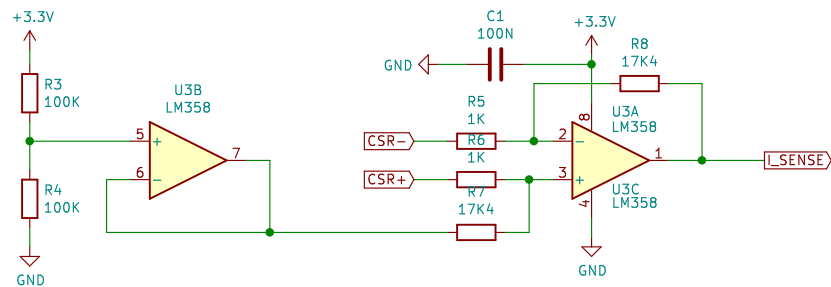 +3.3V
R3
100K
R4
100K
GND
U3B
LM358
5
+
6
−
7
C1
100N
GND
+3.3V
R8
17K4
R5
1K
CSR-
R6
1K
CSR+
R7
17K4
8
U3A
LM358
2
−
3
+
1
U3C
LM358
4
GND
I_SENSE